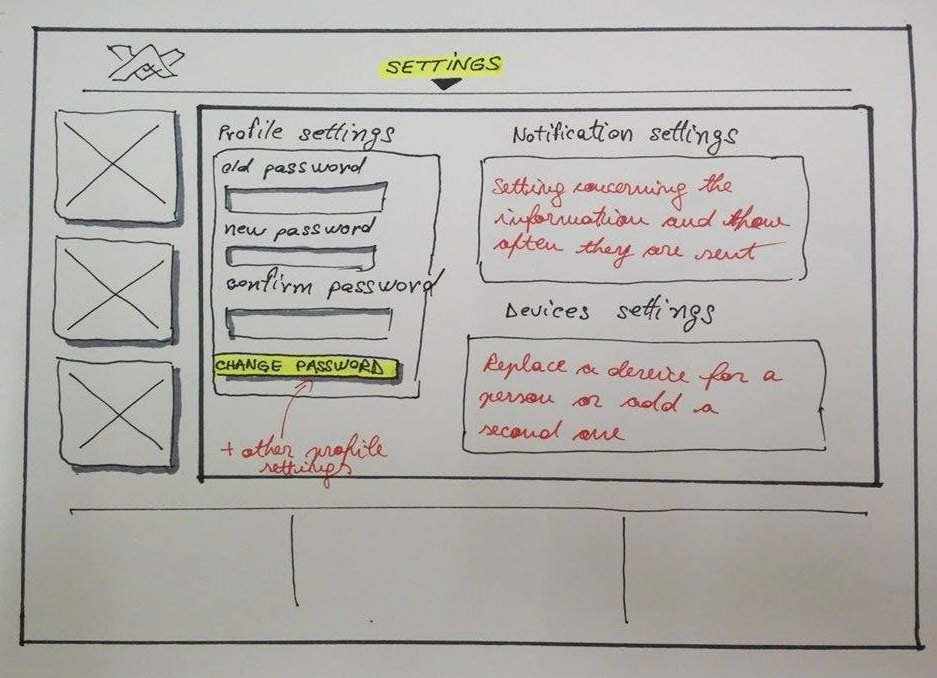 SETTINGS
Profile settings
old password
new password
confirm password
CHANGE PASSWORD
+ other profile
settings
Notification settings
Setting concerning the
information and how
often they are sent
Devices settings
Replace a device for a
person or add a
second one